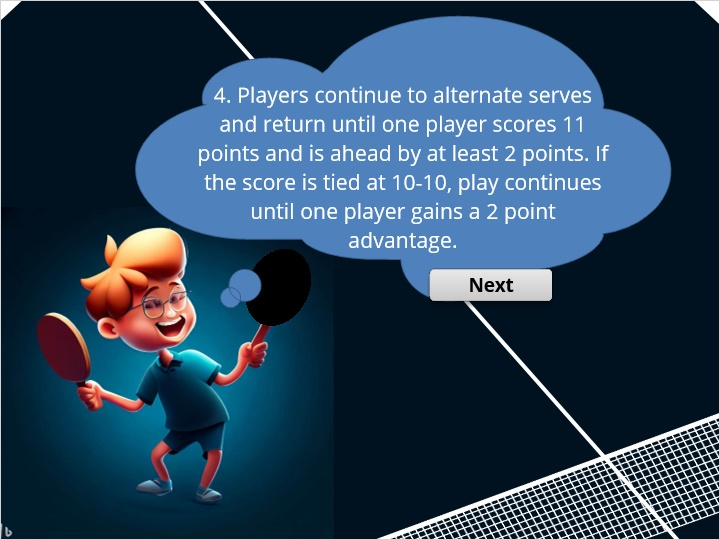 4. Players continue to alternate serves
and return until one player scores 11
points and is ahead by at least 2 points. If
the score is tied at 10-10, play continues
until one player gains a 2 point
advantage.
Next